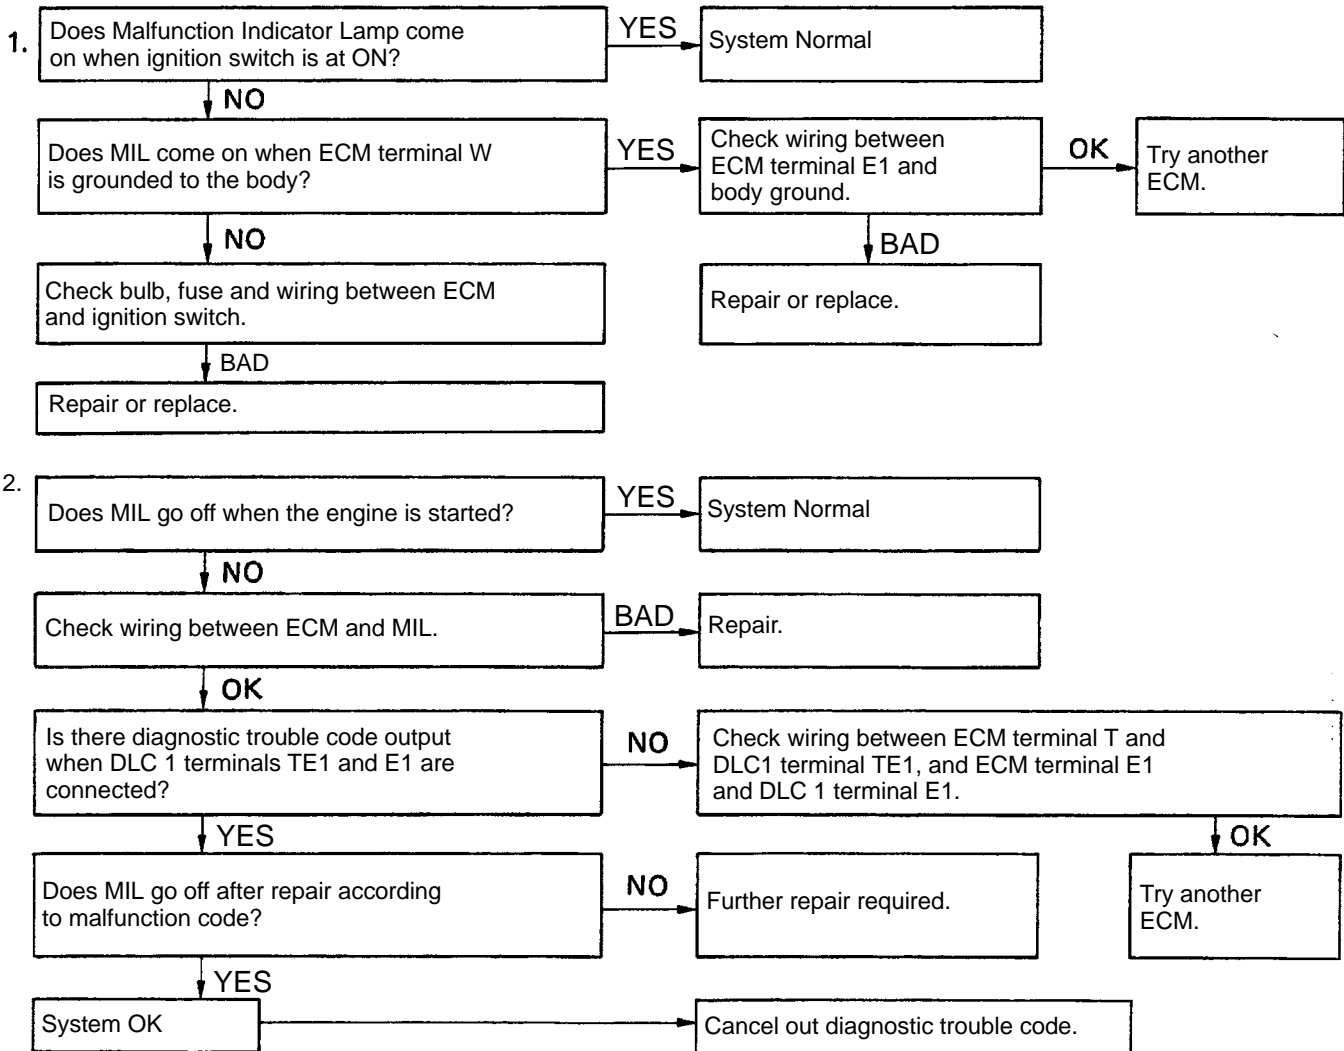 1.
Does Malfunction Indicator Lamp come
on when ignition switch is at ON?
YES
System Normal
NO
Does MIL come on when ECM terminal W
is grounded to the body?
YES
Check wiring between
ECM terminal E1 and
body ground.
OK
Try another
ECM.
NO
BAD
Check bulb, fuse and wiring between ECM
and ignition switch.
Repair or replace.
BAD
Repair or replace.
2.
Does MIL go off when the engine is started?
YES
System Normal
NO
Check wiring between ECM and MIL.
BAD
Repair.
OK
Is there diagnostic trouble code output
when DLC 1 terminals TE1 and E1 are
connected?
NO
Check wiring between ECM terminal T and
DLC1 terminal TE1, and ECM terminal E1
and DLC 1 terminal E1.
YES
OK
Does MIL go off after repair according
to malfunction code?
NO
Further repair required.
Try another
ECM.
YES
System OK
Cancel out diagnostic trouble code.